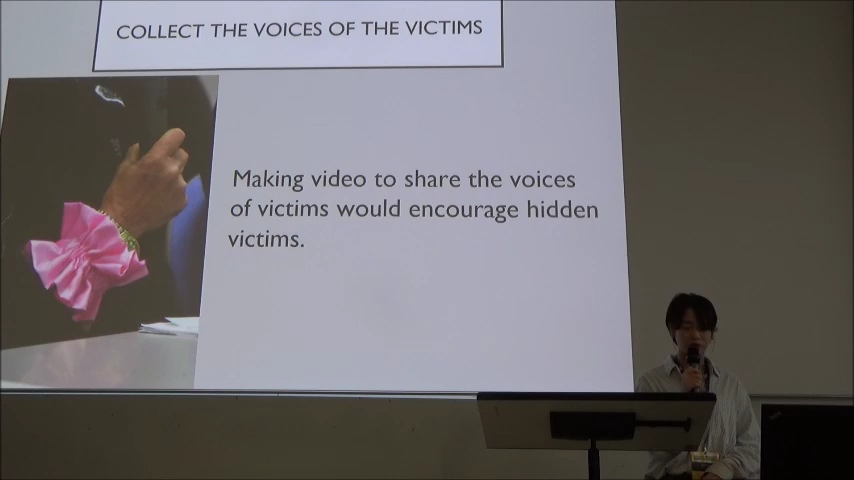 COLLECT THE VOICES OF THE VICTIMS
Making video to share the voices
of victims would encourage hidden
victims.